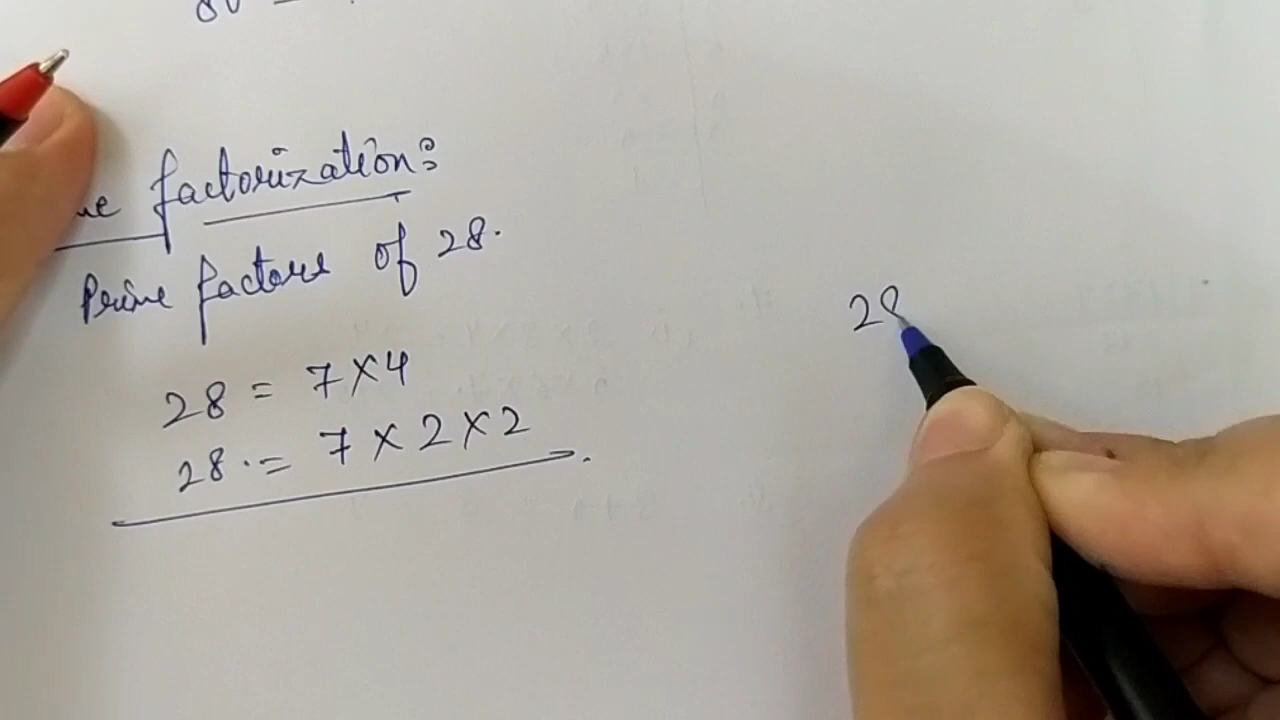 factorization:
Prime factors of 28.
28 = 7×4
28 = 7×2×2
28